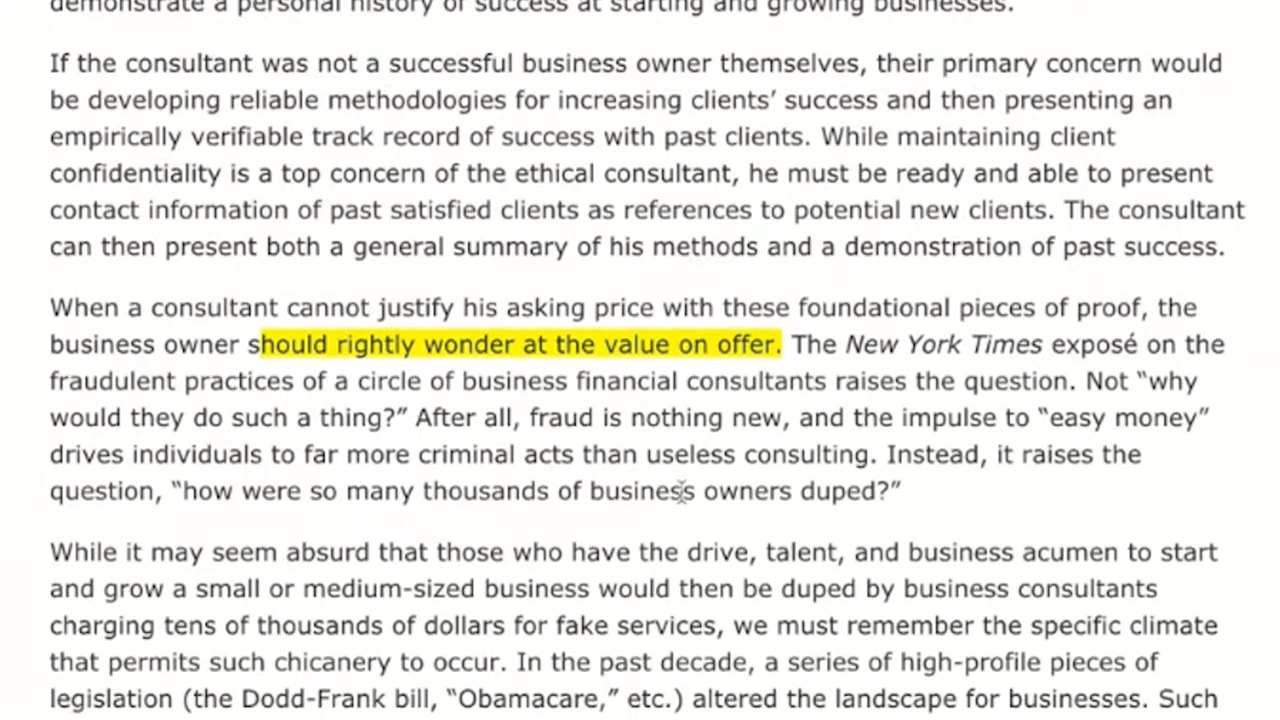 demonstrate a personal history of success at starting and growing businesses.
If the consultant was not a successful business owner themselves, their primary concern would
be developing reliable methodologies for increasing clients’ success and then presenting an
empirically verifiable track record of success with past clients. While maintaining client
confidentiality is a top concern of the ethical consultant, he must be ready and able to present
contact information of past satisfied clients as references to potential new clients. The consultant
can then present both a general summary of his methods and a demonstration of past success.
When a consultant cannot justify his asking price with these foundational pieces of proof, the
business owner should rightly wonder at the value on offer. The New York Times exposé on the
fraudulent practices of a circle of business financial consultants raises the question. Not “why
would they do such a thing?” After all, fraud is nothing new, and the impulse to “easy money”
drives individuals to far more criminal acts than useless consulting. Instead, it raises the
question, “how were so many thousands of business owners duped?”
While it may seem absurd that those who have the drive, talent, and business acumen to start
and grow a small or medium-sized business would then be duped by business consultants
charging tens of thousands of dollars for fake services, we must remember the specific climate
that permits such chicanery to occur. In the past decade, a series of high-profile pieces of
legislation (the Dodd-Frank bill, “Obamacare,” etc.) altered the landscape for businesses. Such